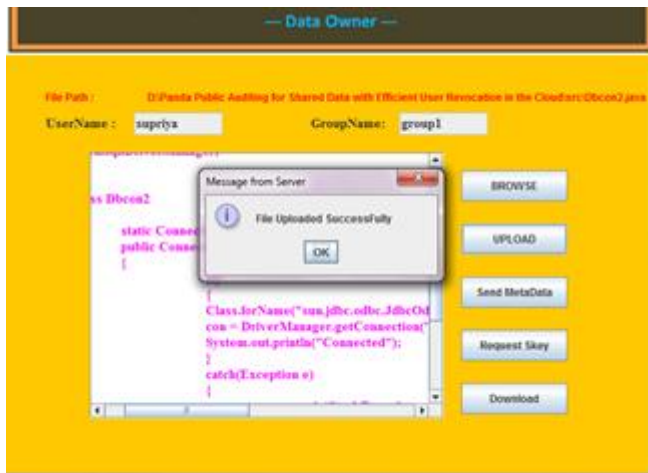 — Data Owner —
File Path : D:\Panda Public Auditing for Shared Data with Efficient User Revocation in the Cloud\src\Dbcon2.java
UserName : supriya GroupName: group1
Message from Server
BROWSE
ss Dbcon2
File Uploaded SuccessFully
static Connec
UPLOAD
public Conne
{
OK
Send MetaData
{
Class.forName("sun.jdbc.odbc.JdbcOd
con = DriverManager.getConnection("
System.out.println("Connected");
Request Skey
}
catch(Exception e)
{
Download